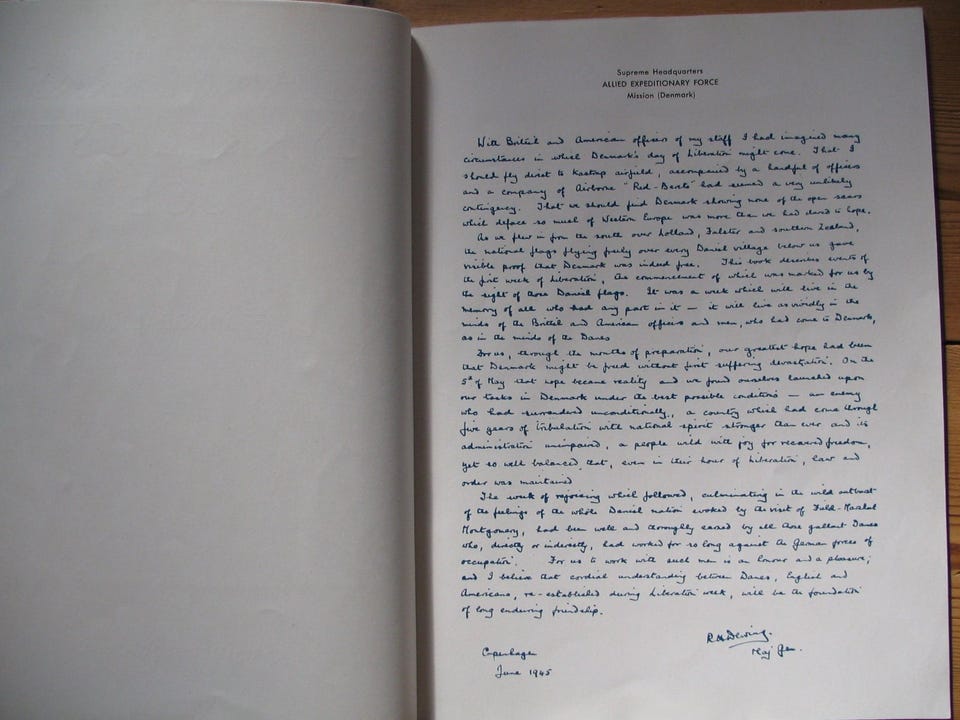 Supreme Headquarters
ALLIED EXPEDITIONARY FORCE
Mission (Denmark)
With British and American officers of my staff I had imagined many
circumstances in which Denmark's day of Liberation might come. That I
should fly direct to Kastrup airfield, accompanied by a handful of officers
and a company of Airborne "Red-Berets" had seemed a very unlikely
contingency. That we should find Denmark showing none of the open scars
which deface so much of Western Europe was more than we had dared to hope.
As we flew in from the south over Lolland, Falster and southern Zealand,
the national flags flying freely over every Danish village below us gave
visible proof that Denmark was indeed free. This book describes events of
the first week of Liberation, the commencement of which was marked for us by
the sight of those Danish flags. It was a week which will live in the
memory of all who had any part in it — it will live as vividly in the
minds of the British and American officers and men, who had come to Denmark,
as in the minds of the Danes
For us, through the months of preparation, our greatest hope had been
that Denmark might be freed without first suffering devastation. On the
5th of May that hope became reality and we found ourselves launched upon
our tasks in Denmark under the best possible conditions — an enemy
who had surrendered unconditionally, a country which had come through
five years of tribulation with national spirit stronger than ever and its
administration unimpaired, a people wild with joy for recovered freedom,
yet so well balanced that, even in their hour of Liberation, law and
order was maintained
The week of rejoicing which followed, culminating in the wild outburst
of the feelings of the whole Danish nation evoked by the visit of Field-Marshal
Montgomery, had been well and thoroughly earned by all those gallant Danes
who, directly or indirectly, had worked for so long against the German forces of
occupation. For us to work with such men is an honour and a pleasure;
and I believe that cordial understanding between Danes, English and
Americans, re-established during Liberation week, will be the foundation
of long enduring friendship.
R H Dewing.
Maj Gen.
Copenhagen
June 1945